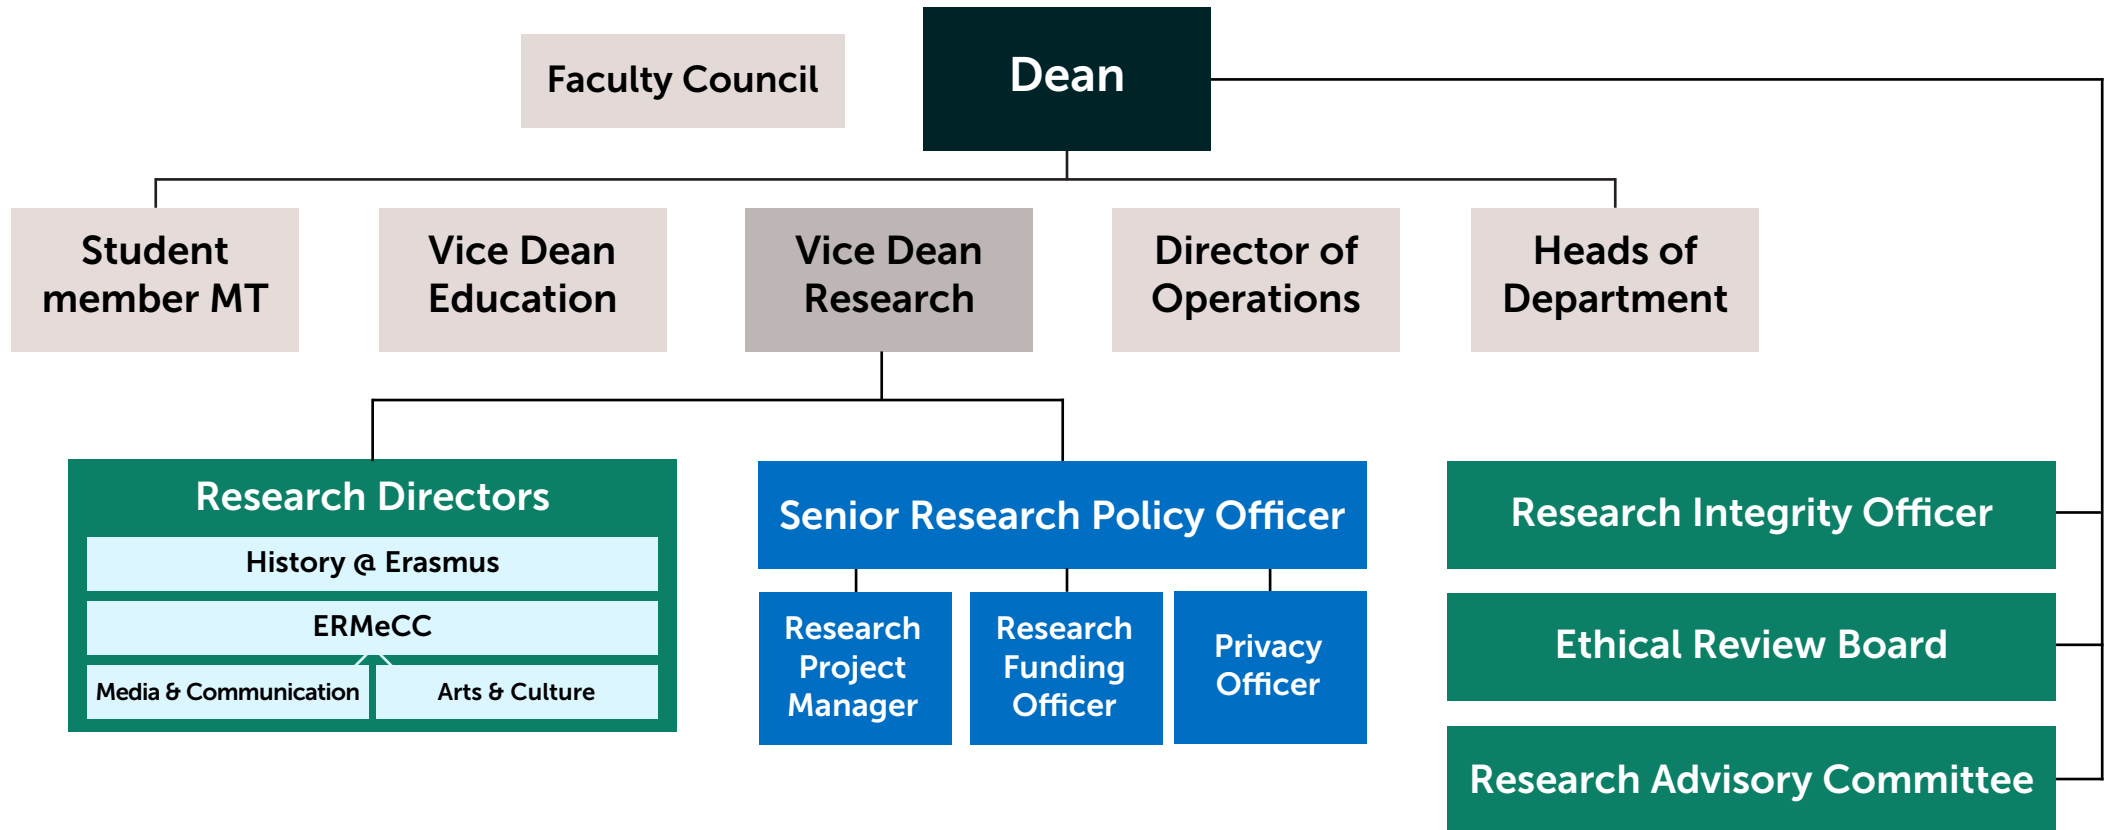 Faculty Council
Dean
Student
member MT
Vice Dean
Education
Vice Dean
Research
Director of
Operations
Heads of
Department
Research Directors
History @ Erasmus
ERMeCC
Media & Communication
Arts & Culture
Senior Research Policy Officer
Research
Project
Manager
Research
Funding
Officer
Privacy
Officer
Research Integrity Officer
Ethical Review Board
Research Advisory Committee